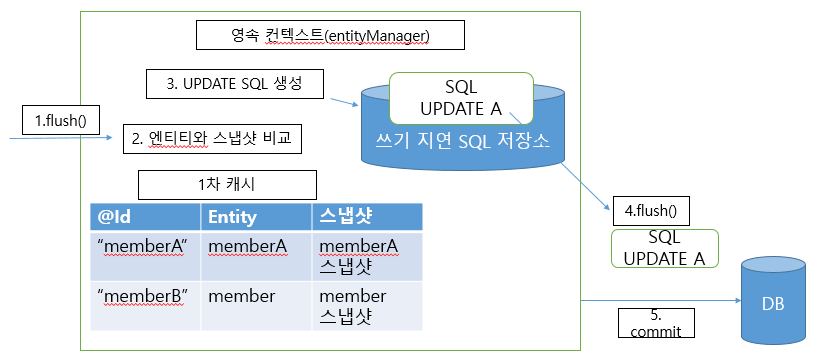 영속 컨텍스트(entityManager)
3. UPDATE SQL 생성
SQL
UPDATE A
쓰기 지연 SQL 저장소
1.flush()
2. 엔티티와 스냅샷 비교
1차 캐시
@Id Entity 스냅샷
“memberA” memberA memberA
스냅샷
“memberB” member member
스냅샷
4.flush()
SQL
UPDATE A
DB
5.
commit